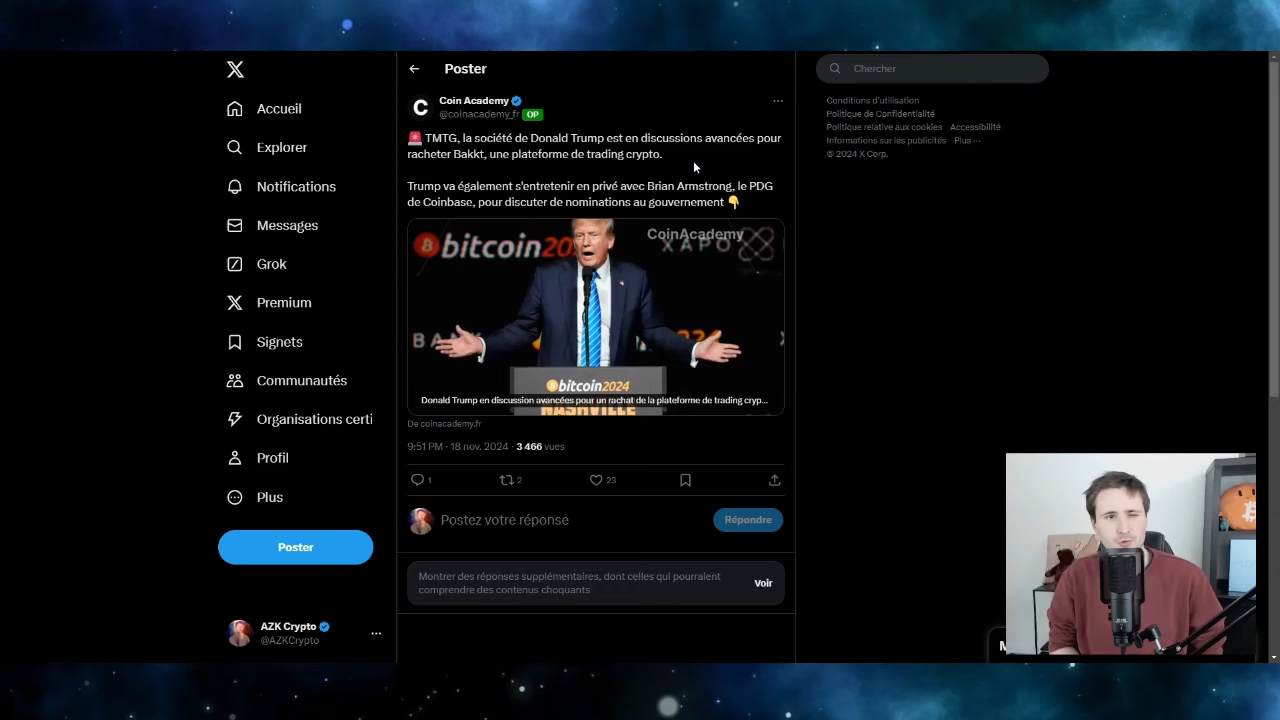 Accueil
Explorer
Notifications
Messages
Grok
Premium
Signets
Communautés
Organisations certi
Profil
Plus
Poster
AZK Crypto
@AZKCrypto
Poster
Coin Academy
@coinacademy_fr OP
TMTG, la société de Donald Trump est en discussions avancées pour
racheter Bakkt, une plateforme de trading crypto.
Trump va également s'entretenir en privé avec Brian Armstrong, le PDG
de Coinbase, pour discuter de nominations au gouvernement
CoinAcademy
bitcoin20
XAPO
BANK
bitcoin2024
NASHVILLE
Donald Trump en discussion avancées pour un rachat de la plateforme de trading cryp...
De coinacademy.fr
9:51 PM · 18 nov. 2024 · 3 466 vues
1
2
23
Postez votre réponse
Répondre
Montrer des réponses supplémentaires, dont celles qui pourraient
comprendre des contenus choquants
Voir
Chercher
Conditions d'utilisation
Politique de Confidentialité
Politique relative aux cookies Accessibilité
Informations sur les publicités Plus ···
© 2024 X Corp.